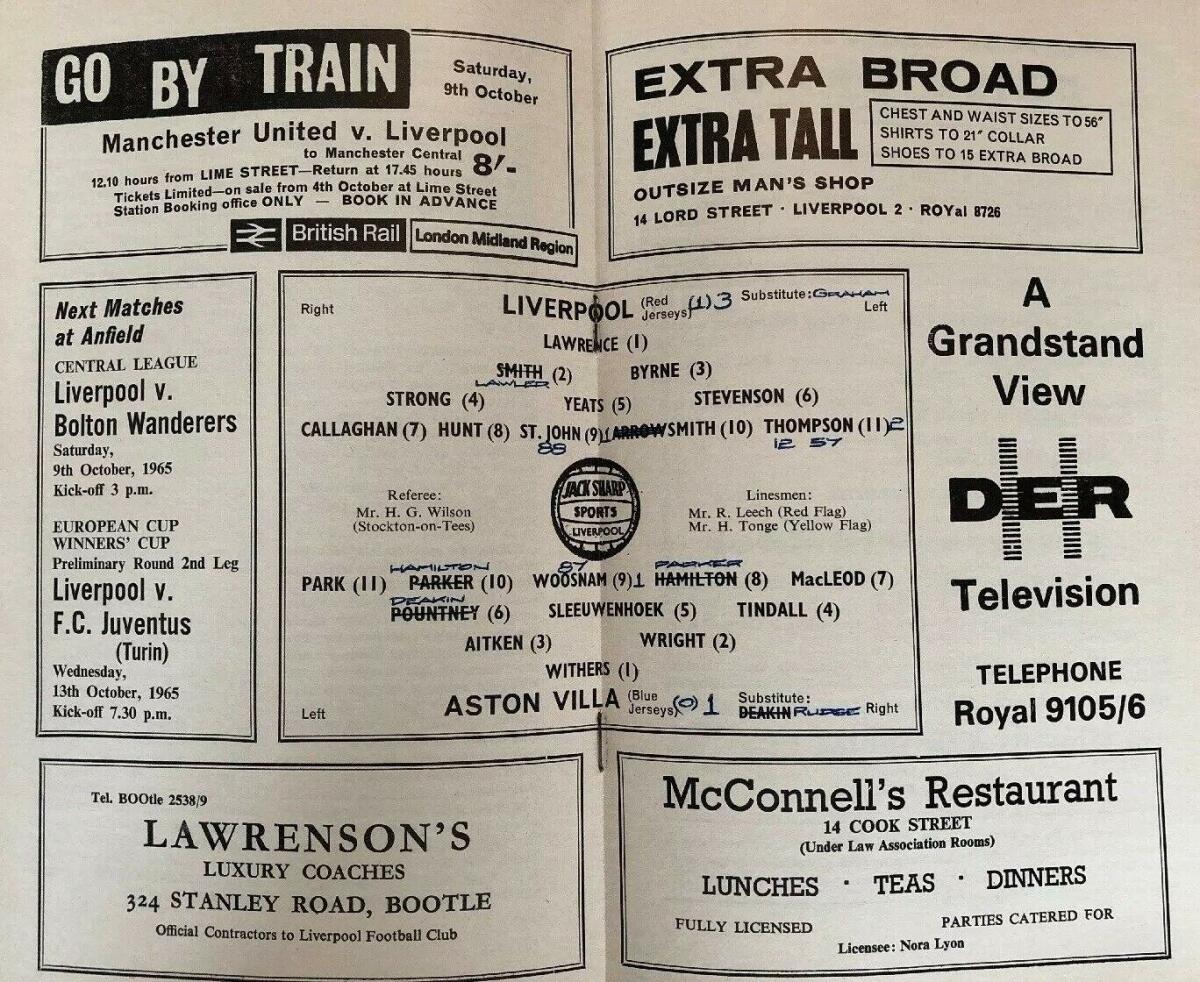 GO BY TRAIN
Saturday,
9th October
Manchester United v. Liverpool
to Manchester Central 8/-
12.10 hours from LIME STREET—Return at 17.45 hours
Tickets Limited—on sale from 4th October at Lime Street
Station Booking office ONLY — BOOK IN ADVANCE
British Rail London Midland Region
EXTRA BROAD
EXTRA TALL
CHEST AND WAIST SIZES TO 56″
SHIRTS TO 21″ COLLAR
SHOES TO 15 EXTRA BROAD
OUTSIZE MAN'S SHOP
14 LORD STREET · LIVERPOOL 2 · ROYal 8726
Next Matches
at Anfield
CENTRAL LEAGUE
Liverpool v.
Bolton Wanderers
Saturday,
9th October, 1965
Kick-off 3 p.m.
EUROPEAN CUP
WINNERS' CUP
Preliminary Round 2nd Leg
Liverpool v.
F.C. Juventus
(Turin)
Wednesday,
13th October, 1965
Kick-off 7.30 p.m.
Right
LIVERPOOL (Red Jerseys) (1) 3
Substitute: GRAHAM
Left
LAWRENCE (1)
SMITH (2) BYRNE (3)
LAWLER
STRONG (4) YEATS (5) STEVENSON (6)
CALLAGHAN (7) HUNT (8) ST. JOHN (9) 1 ARROWSMITH (10) THOMPSON (11) 2
88 12 57
Referee:
Mr. H. G. Wilson
(Stockton-on-Tees)
JACK SHARP
SPORTS
LIVERPOOL
Linesmen:
Mr. R. Leech (Red Flag)
Mr. H. Tonge (Yellow Flag)
HAMILTON 87 PARKER
PARK (11) PARKER (10) WOOSNAM (9) 1 HAMILTON (8) MacLEOD (7)
DEAKIN
POUNTNEY (6) SLEEUWENHOEK (5) TINDALL (4)
AITKEN (3) WRIGHT (2)
WITHERS (1)
Left
ASTON VILLA (Blue Jerseys) (0) 1
Substitute:
DEAKIN RUDGE Right
A
Grandstand
View
DER
Television
TELEPHONE
Royal 9105/6
Tel. BOOtle 2538/9
LAWRENSON'S
LUXURY COACHES
324 STANLEY ROAD, BOOTLE
Official Contractors to Liverpool Football Club
McConnell's Restaurant
14 COOK STREET
(Under Law Association Rooms)
LUNCHES · TEAS · DINNERS
FULLY LICENSED PARTIES CATERED FOR
Licensee: Nora Lyon